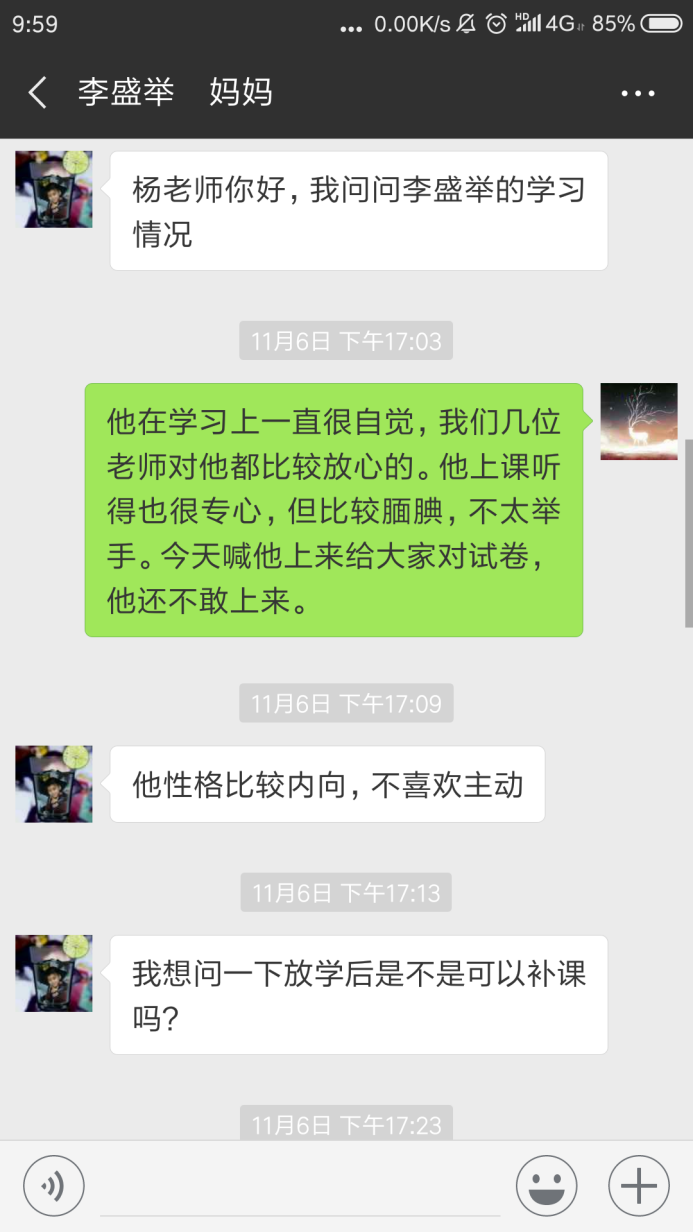 9:59 ... 0.00K/s HD 4G 85%
李盛举 妈妈
杨老师你好，我问问李盛举的学习
情况
11月6日 下午17:03
他在学习上一直很自觉，我们几位
老师对他都比较放心的。他上课听
得也很专心，但比较腼腆，不太举
手。今天喊他上来给大家对试卷，
他还不敢上来。
11月6日 下午17:09
他性格比较内向，不喜欢主动
11月6日 下午17:13
我想问一下放学后是不是可以补课
吗？
11月6日 下午17:23